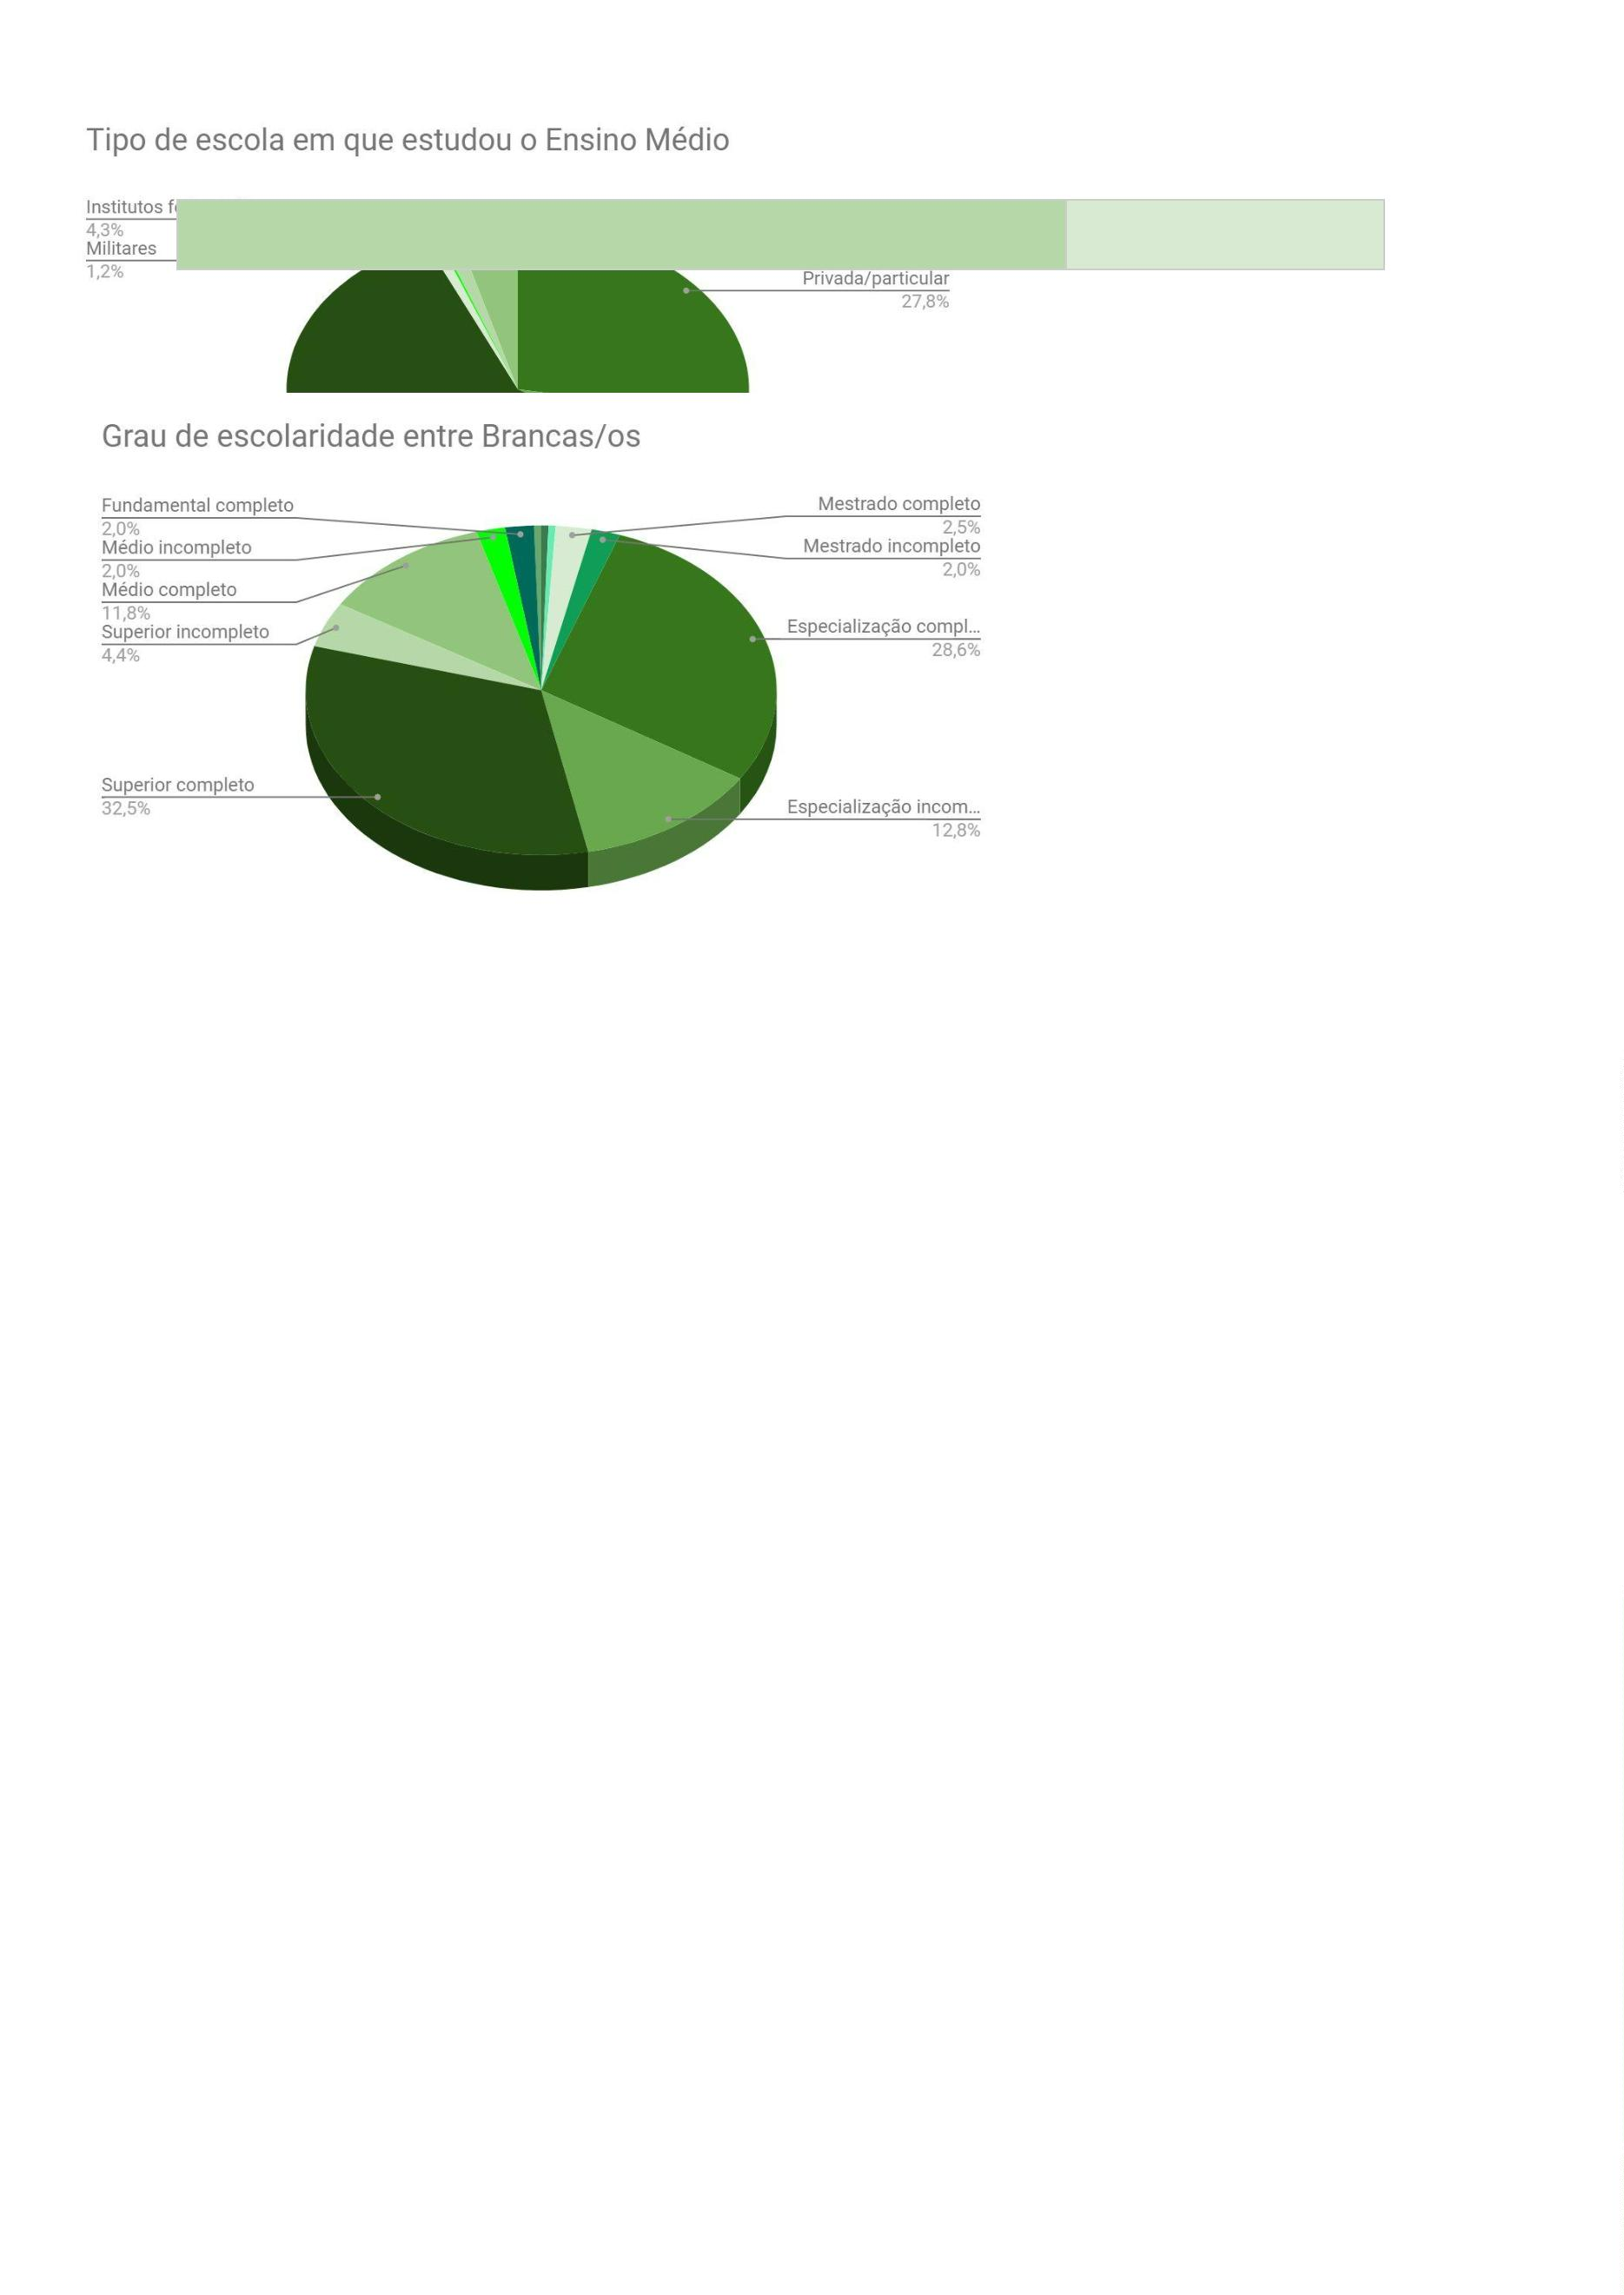 Tipo de escola em que estudou o Ensino Médio
Institutos
4,3%
Militares
1,2%
Privada/particular
27,8%
Grau de escolaridade entre Brancas/os
Fundamental completo
2,0%
Médio incompleto
2,0%
Médio completo
11,8%
Superior incompleto
4,4%
Superior completo
32,5%
Mestrado completo
2,5%
Mestrado incompleto
2,0%
Especialização compl...
28,6%
Especialização incom...
12,8%